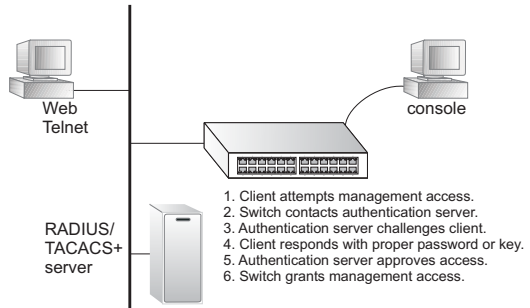 Web
Telnet
console
RADIUS/
TACACS+
server
1. Client attempts management access.
2. Switch contacts authentication server.
3. Authentication server challenges client.
4. Client responds with proper password or key.
5. Authentication server approves access.
6. Switch grants management access.